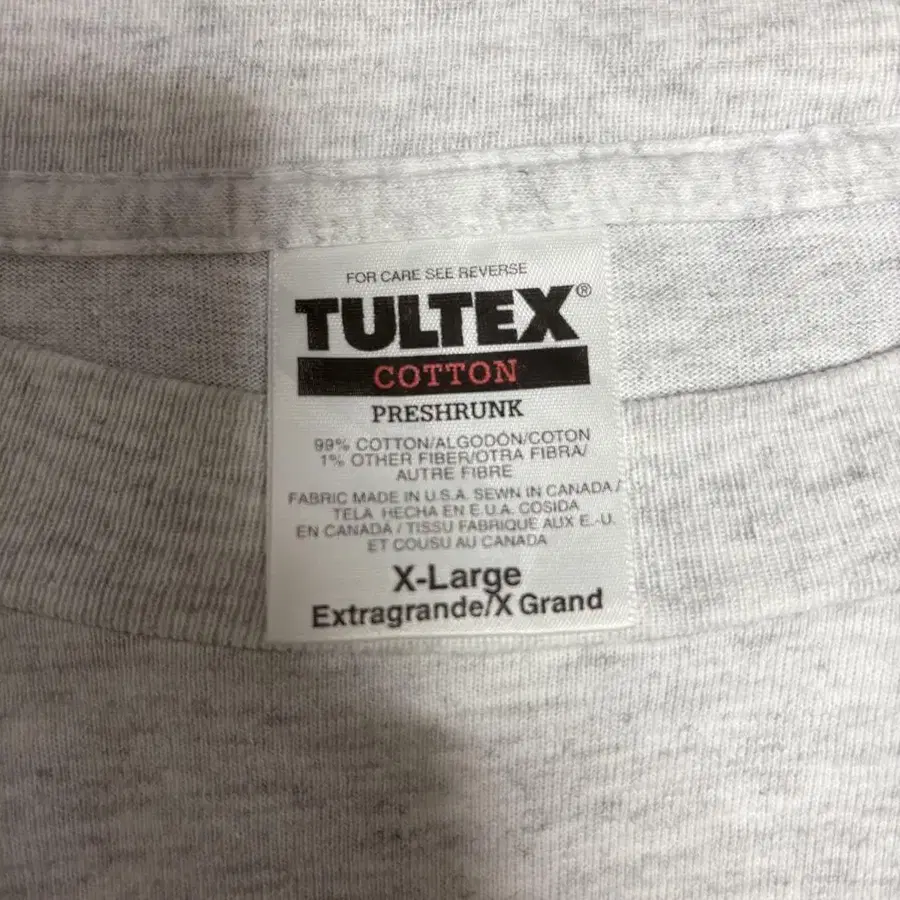 FOR CARE SEE REVERSE
TULTEX®
COTTON
PRESHRUNK
99% COTTON/ALGODÓN/COTON
1% OTHER FIBER/OTRA FIBRA/
AUTRE FIBRE
FABRIC MADE IN U.S.A. SEWN IN CANADA/
TELA HECHA EN E.U.A. COSIDA
EN CANADA / TISSU FABRIQUE AUX E.-U.
ET COUSU AU CANADA
X-Large
Extragrande/X Grand